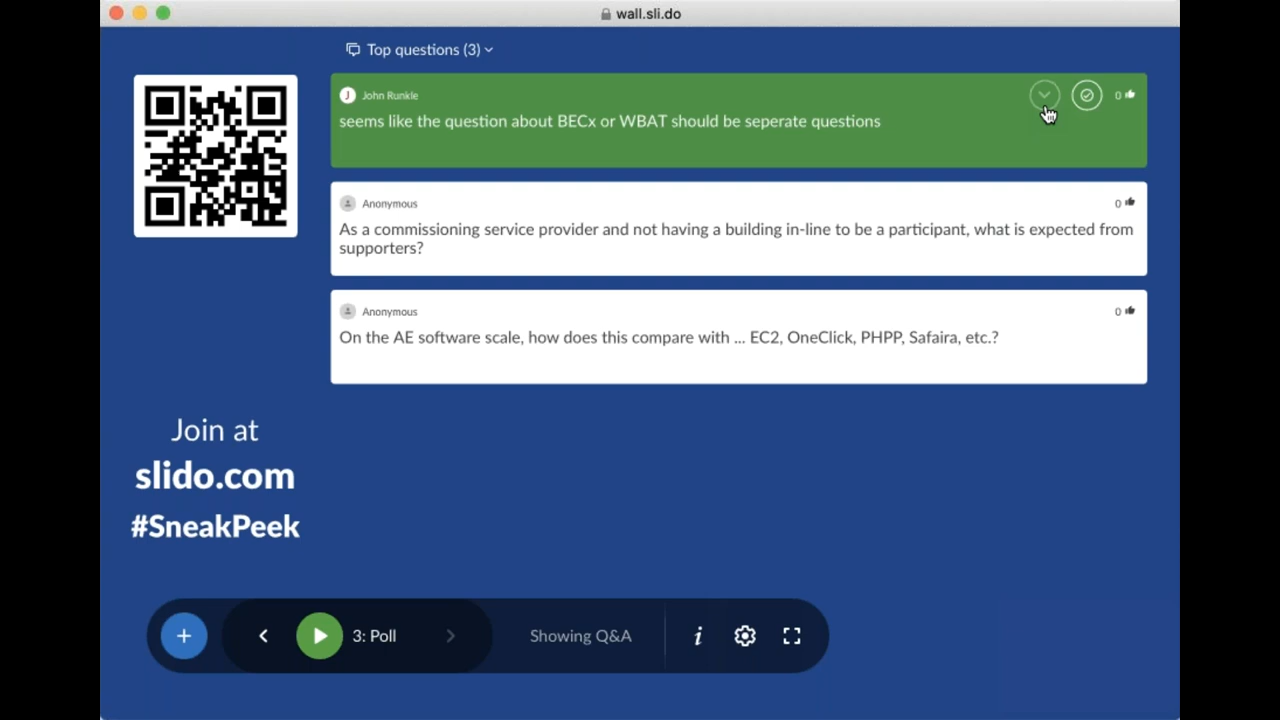 wall.sli.do
Top questions (3)
J John Runkle
0
seems like the question about BECx or WBAT should be seperate questions
Anonymous
0
As a commissioning service provider and not having a building in-line to be a participant, what is expected from
supporters?
Anonymous
0
On the AE software scale, how does this compare with ... EC2, OneClick, PHPP, Safaira, etc.?
Join at
slido.com
#SneakPeek
3: Poll
Showing Q&A
i